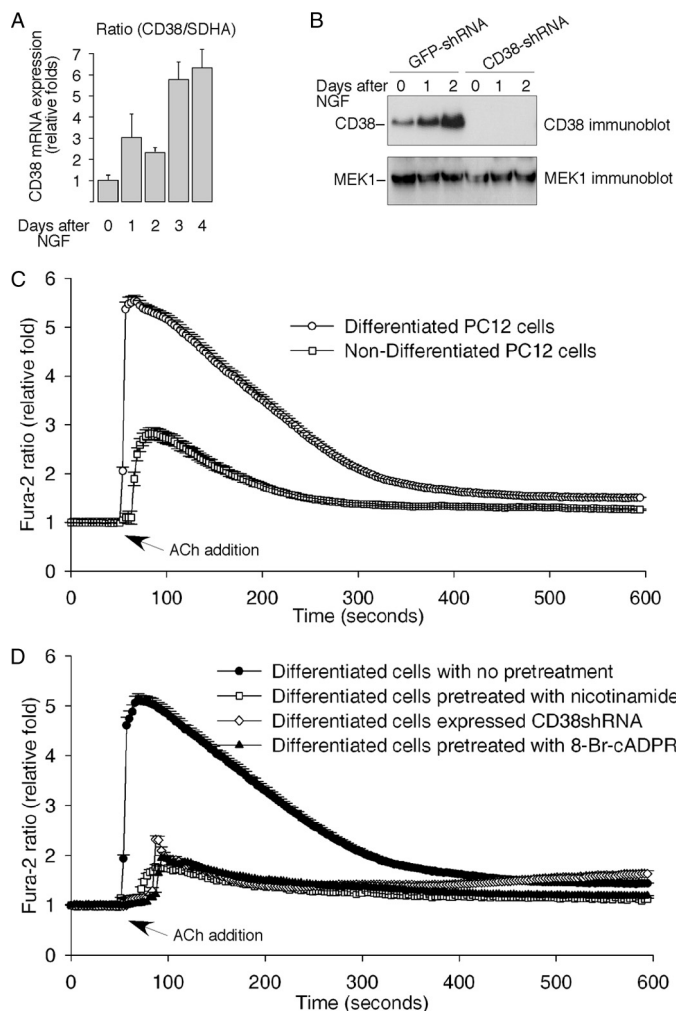 A
Ratio (CD38/SDHA)
CD38 mRNA expression
(relative folds)
7
6
5
4
3
2
1
Days after
NGF
0 1 2 3 4
B
GFP-shRNA
CD38-shRNA
Days after
NGF
0 1 2 0 1 2
CD38–
CD38 immunoblot
MEK1–
MEK1 immunoblot
C
Fura-2 ratio (relative fold)
6
5
4
3
2
1
0
Differentiated PC12 cells
Non-Differentiated PC12 cells
ACh addition
0 100 200 300 400 500 600
Time (seconds)
D
Fura-2 ratio (relative fold)
6
5
4
3
2
1
0
Differentiated cells with no pretreatment
Differentiated cells pretreated with nicotinamide
Differentiated cells expressed CD38shRNA
Differentiated cells pretreated with 8-Br-cADPR
ACh addition
0 100 200 300 400 500 600
Time (seconds)